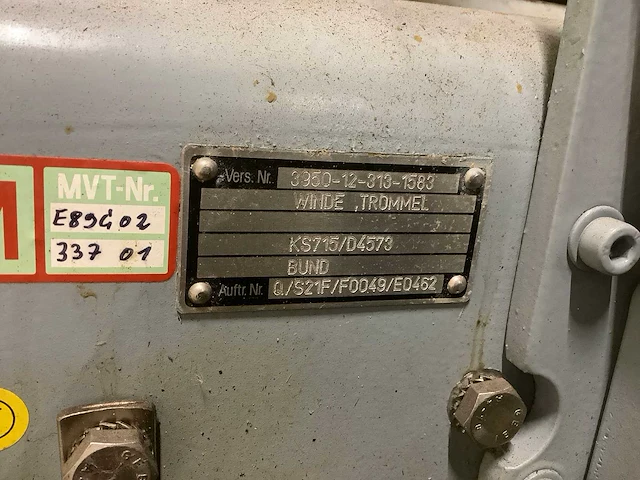 MVT-Nr.
E89G02
337 01
Vers. Nr. 3950-12-313-1583
WINDE ,TROMMEL
KS715/D4573
BUND
Auftr. Nr. Q/S21F/F0049/E0462